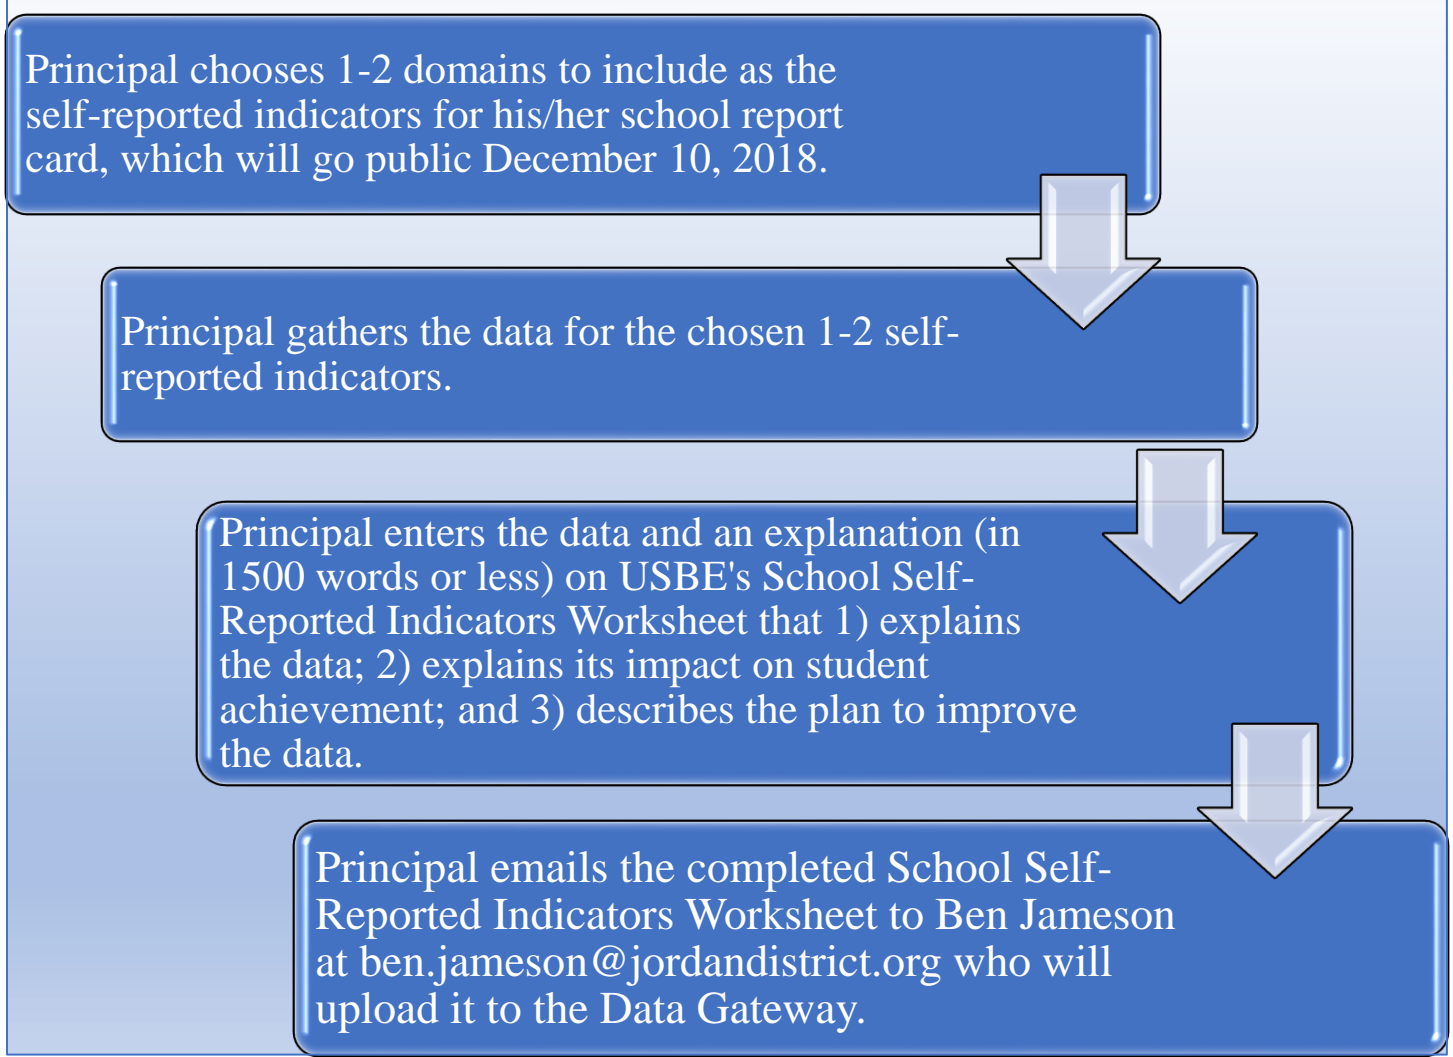 Principal chooses 1-2 domains to include as the
self-reported indicators for his/her school report
card, which will go public December 10, 2018.
Principal gathers the data for the chosen 1-2 self-
reported indicators.
Principal enters the data and an explanation (in
1500 words or less) on USBE's School Self-
Reported Indicators Worksheet that 1) explains
the data; 2) explains its impact on student
achievement; and 3) describes the plan to improve
the data.
Principal emails the completed School Self-
Reported Indicators Worksheet to Ben Jameson
at ben.jameson@jordandistrict.org who will
upload it to the Data Gateway.